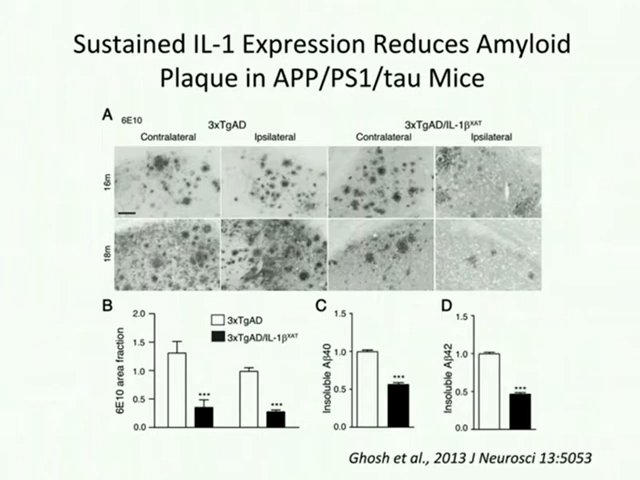 Sustained IL-1 Expression Reduces Amyloid
Plaque in APP/PS1/tau Mice
A
6E10
3xTgAD
3xTgAD/IL-1β^XAT
Contralateral
Ipsilateral
Contralateral
Ipsilateral
16m
18m
B
6E10 area fraction
2.0
1.5
1.0
0.5
0.0
3xTgAD
3xTgAD/IL-1β^XAT
***
***
C
Insoluble Aβ40
1.5
1.0
0.5
0.0
***
D
Insoluble Aβ42
1.5
1.0
0.5
0.0
***
Ghosh et al., 2013 J Neurosci 13:5053